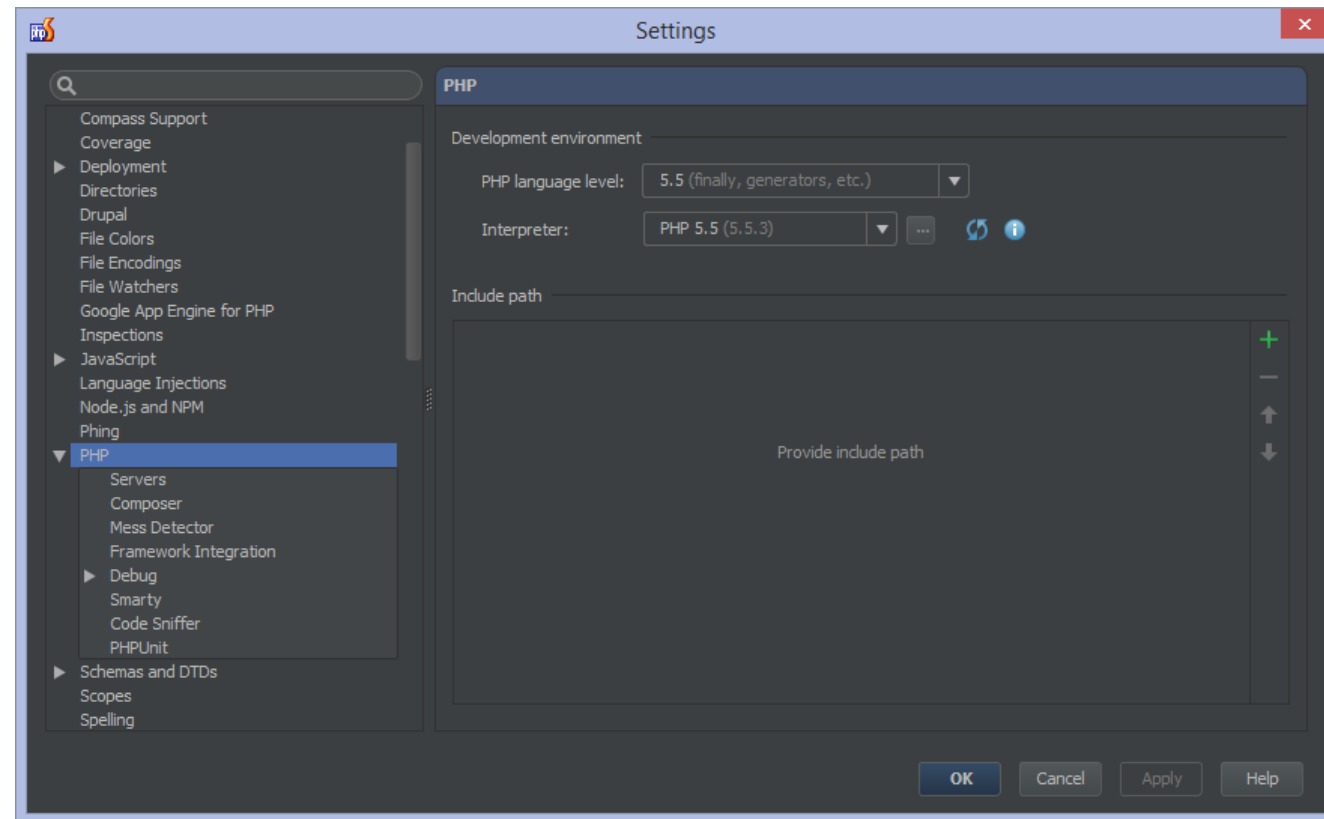 Settings
Compass Support
Coverage
Deployment
Directories
Drupal
File Colors
File Encodings
File Watchers
Google App Engine for PHP
Inspections
JavaScript
Language Injections
Node.js and NPM
Phing
PHP
Servers
Composer
Mess Detector
Framework Integration
Debug
Smarty
Code Sniffer
PHPUnit
Schemas and DTDs
Scopes
Spelling
PHP
Development environment
PHP language level: 5.5 (finally, generators, etc.)
Interpreter: PHP 5.5 (5.5.3) ...
Include path
Provide include path
OK Cancel Apply Help